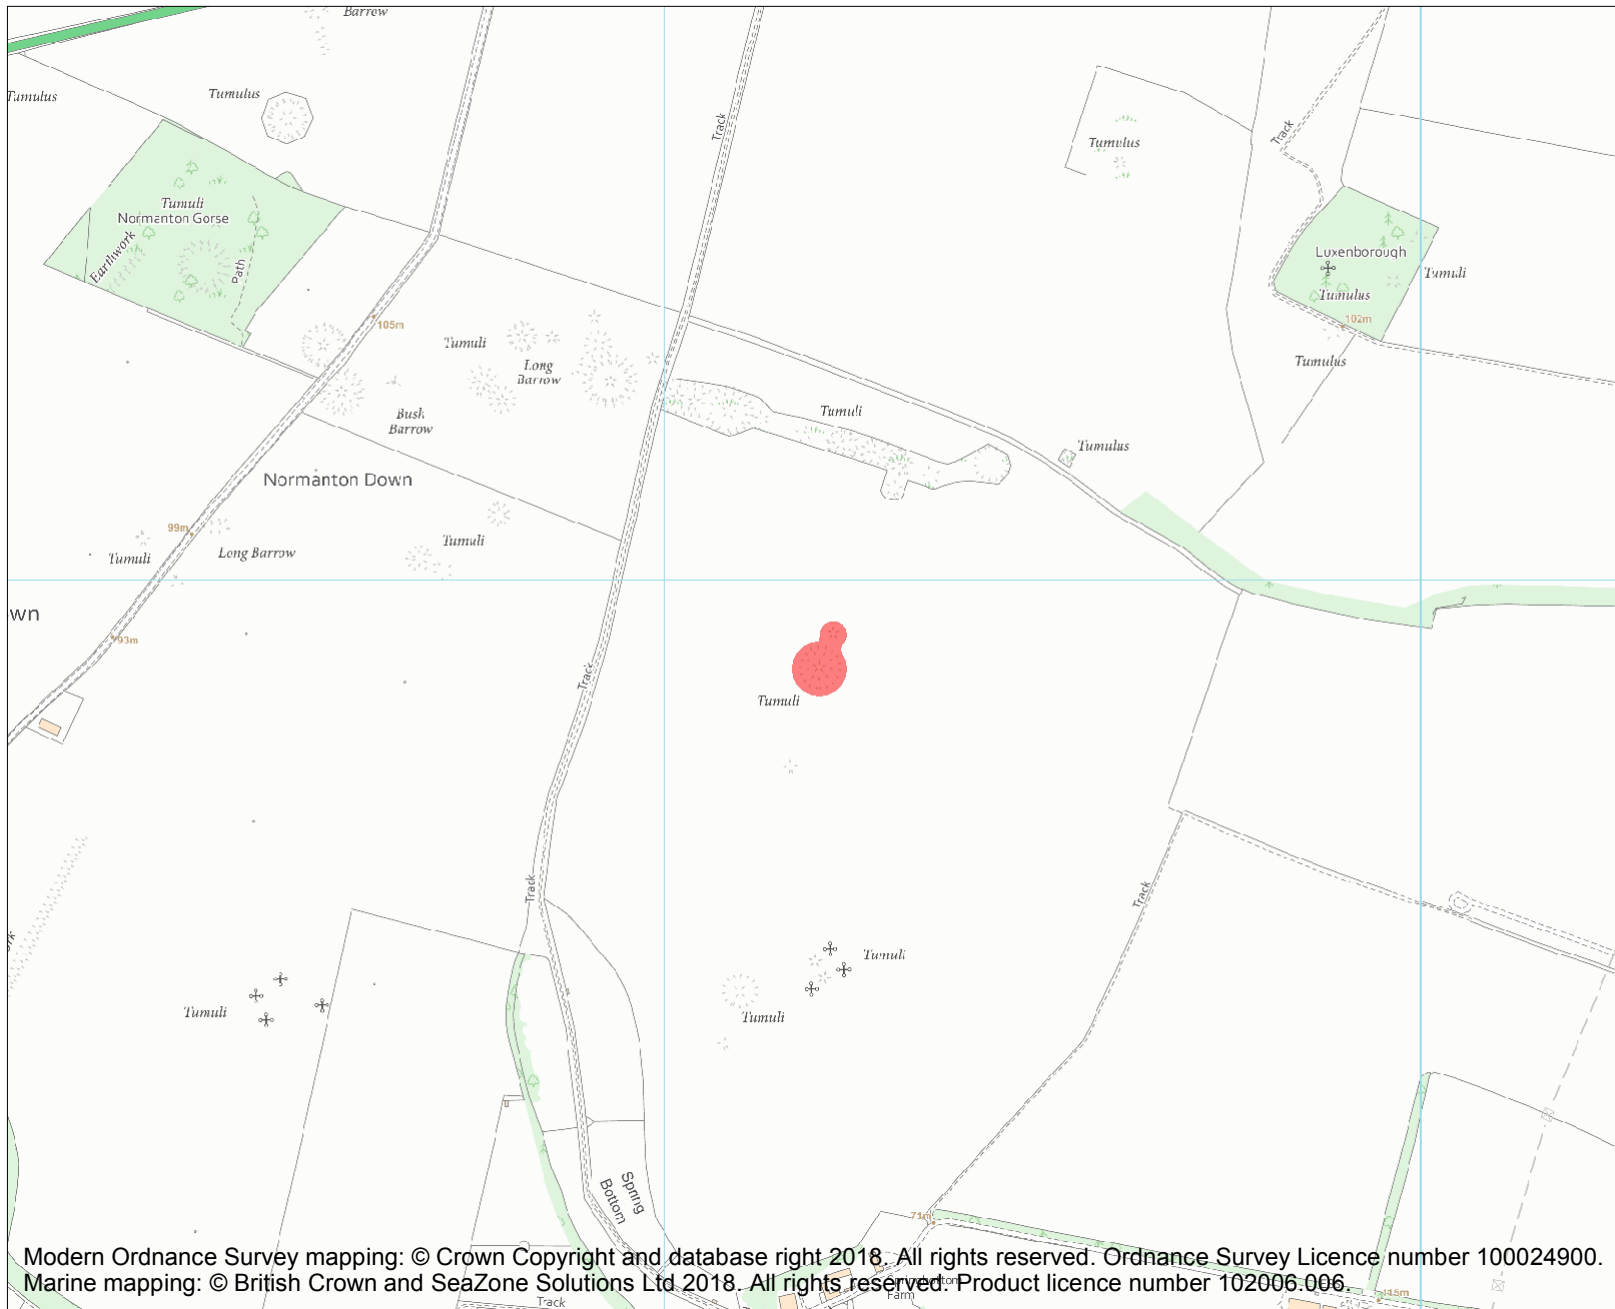 Barrow
Tumulus
Tumulus
Track
Tumulus
Track
Tumuli
Normanton Gorse
Earthwork
Path
Luxenborough
Tumuli
Tumulus
102m
Tumulus
105m
Tumuli
Long
Barrow
Bush
Barrow
Tumuli
Tumulus
Normanton Down
99m
Tumuli
Long Barrow
Tumuli
wn
93m
Track
Tumuli
Track
Track
Tumuli
Tumuli
Tumuli
Spring
Bottom
71m
Modern Ordnance Survey mapping: © Crown Copyright and database right 2018. All rights reserved. Ordnance Survey Licence number 100024900.
Marine mapping: © British Crown and SeaZone Solutions Ltd 2018. All rights reserved. Product licence number 102006.006.
Springbottom
Farm
115m
Track